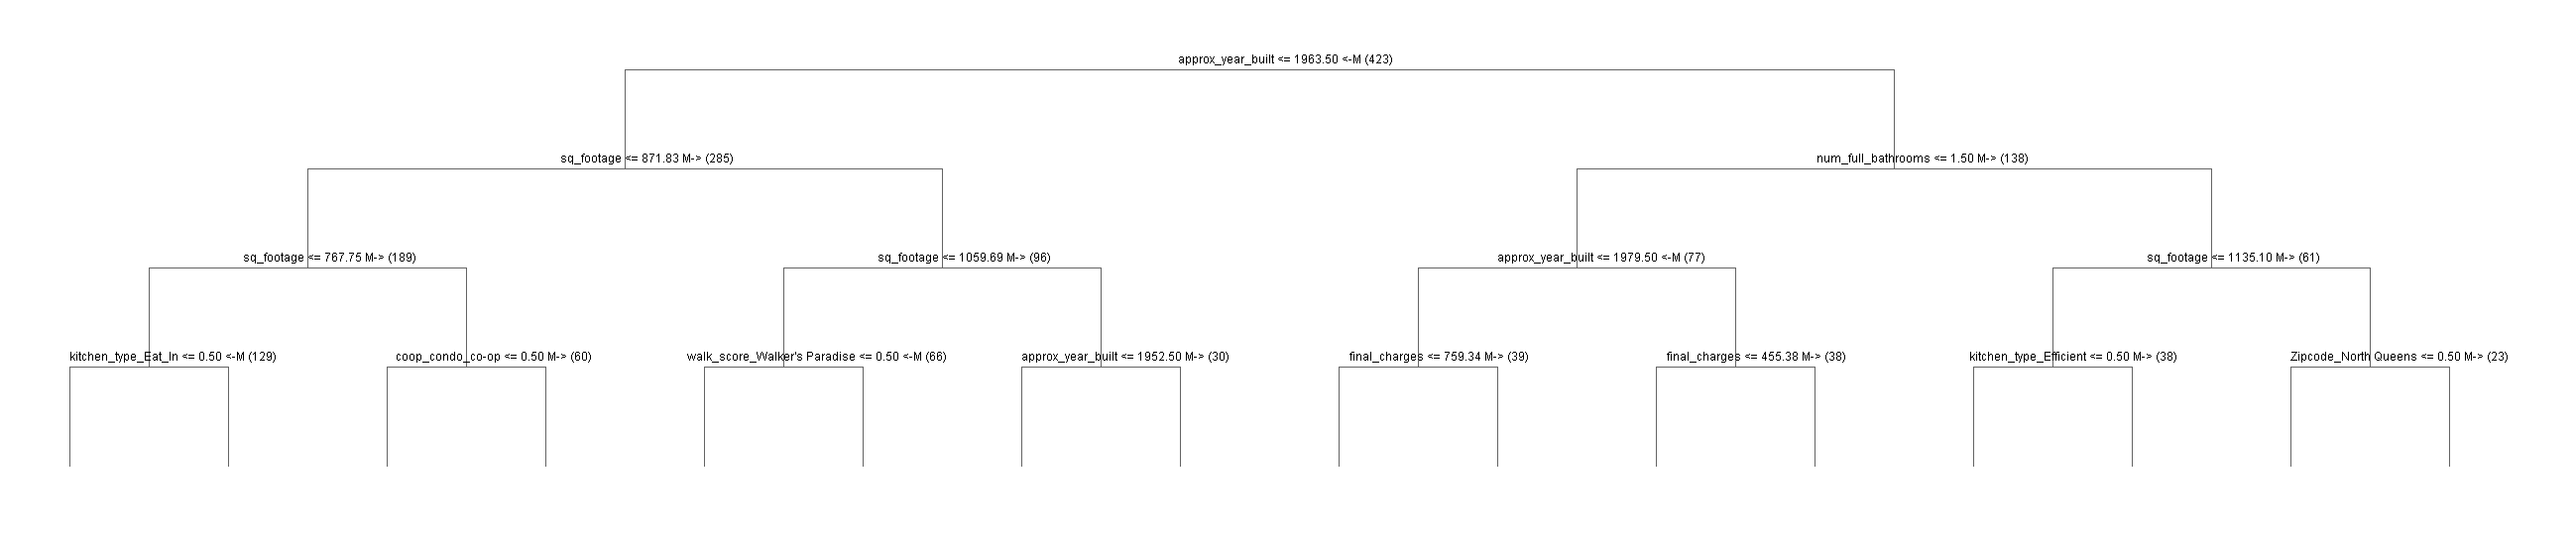 approx_year_built <= 1963.50 <-M (423)
sq_footage <= 871.83 M-> (285)
num_full_bathrooms <= 1.50 M-> (138)
sq_footage <= 767.75 M-> (189)
sq_footage <= 1059.69 M-> (96)
approx_year_built <= 1979.50 <-M (77)
sq_footage <= 1135.10 M-> (61)
kitchen_type_Eat_In <= 0.50 <-M (129)
coop_condo_co-op <= 0.50 M-> (60)
walk_score_Walker's Paradise <= 0.50 <-M (66)
approx_year_built <= 1952.50 M-> (30)
final_charges <= 759.34 M-> (39)
final_charges <= 455.38 M-> (38)
kitchen_type_Efficient <= 0.50 M-> (38)
Zipcode_North Queens <= 0.50 M-> (23)